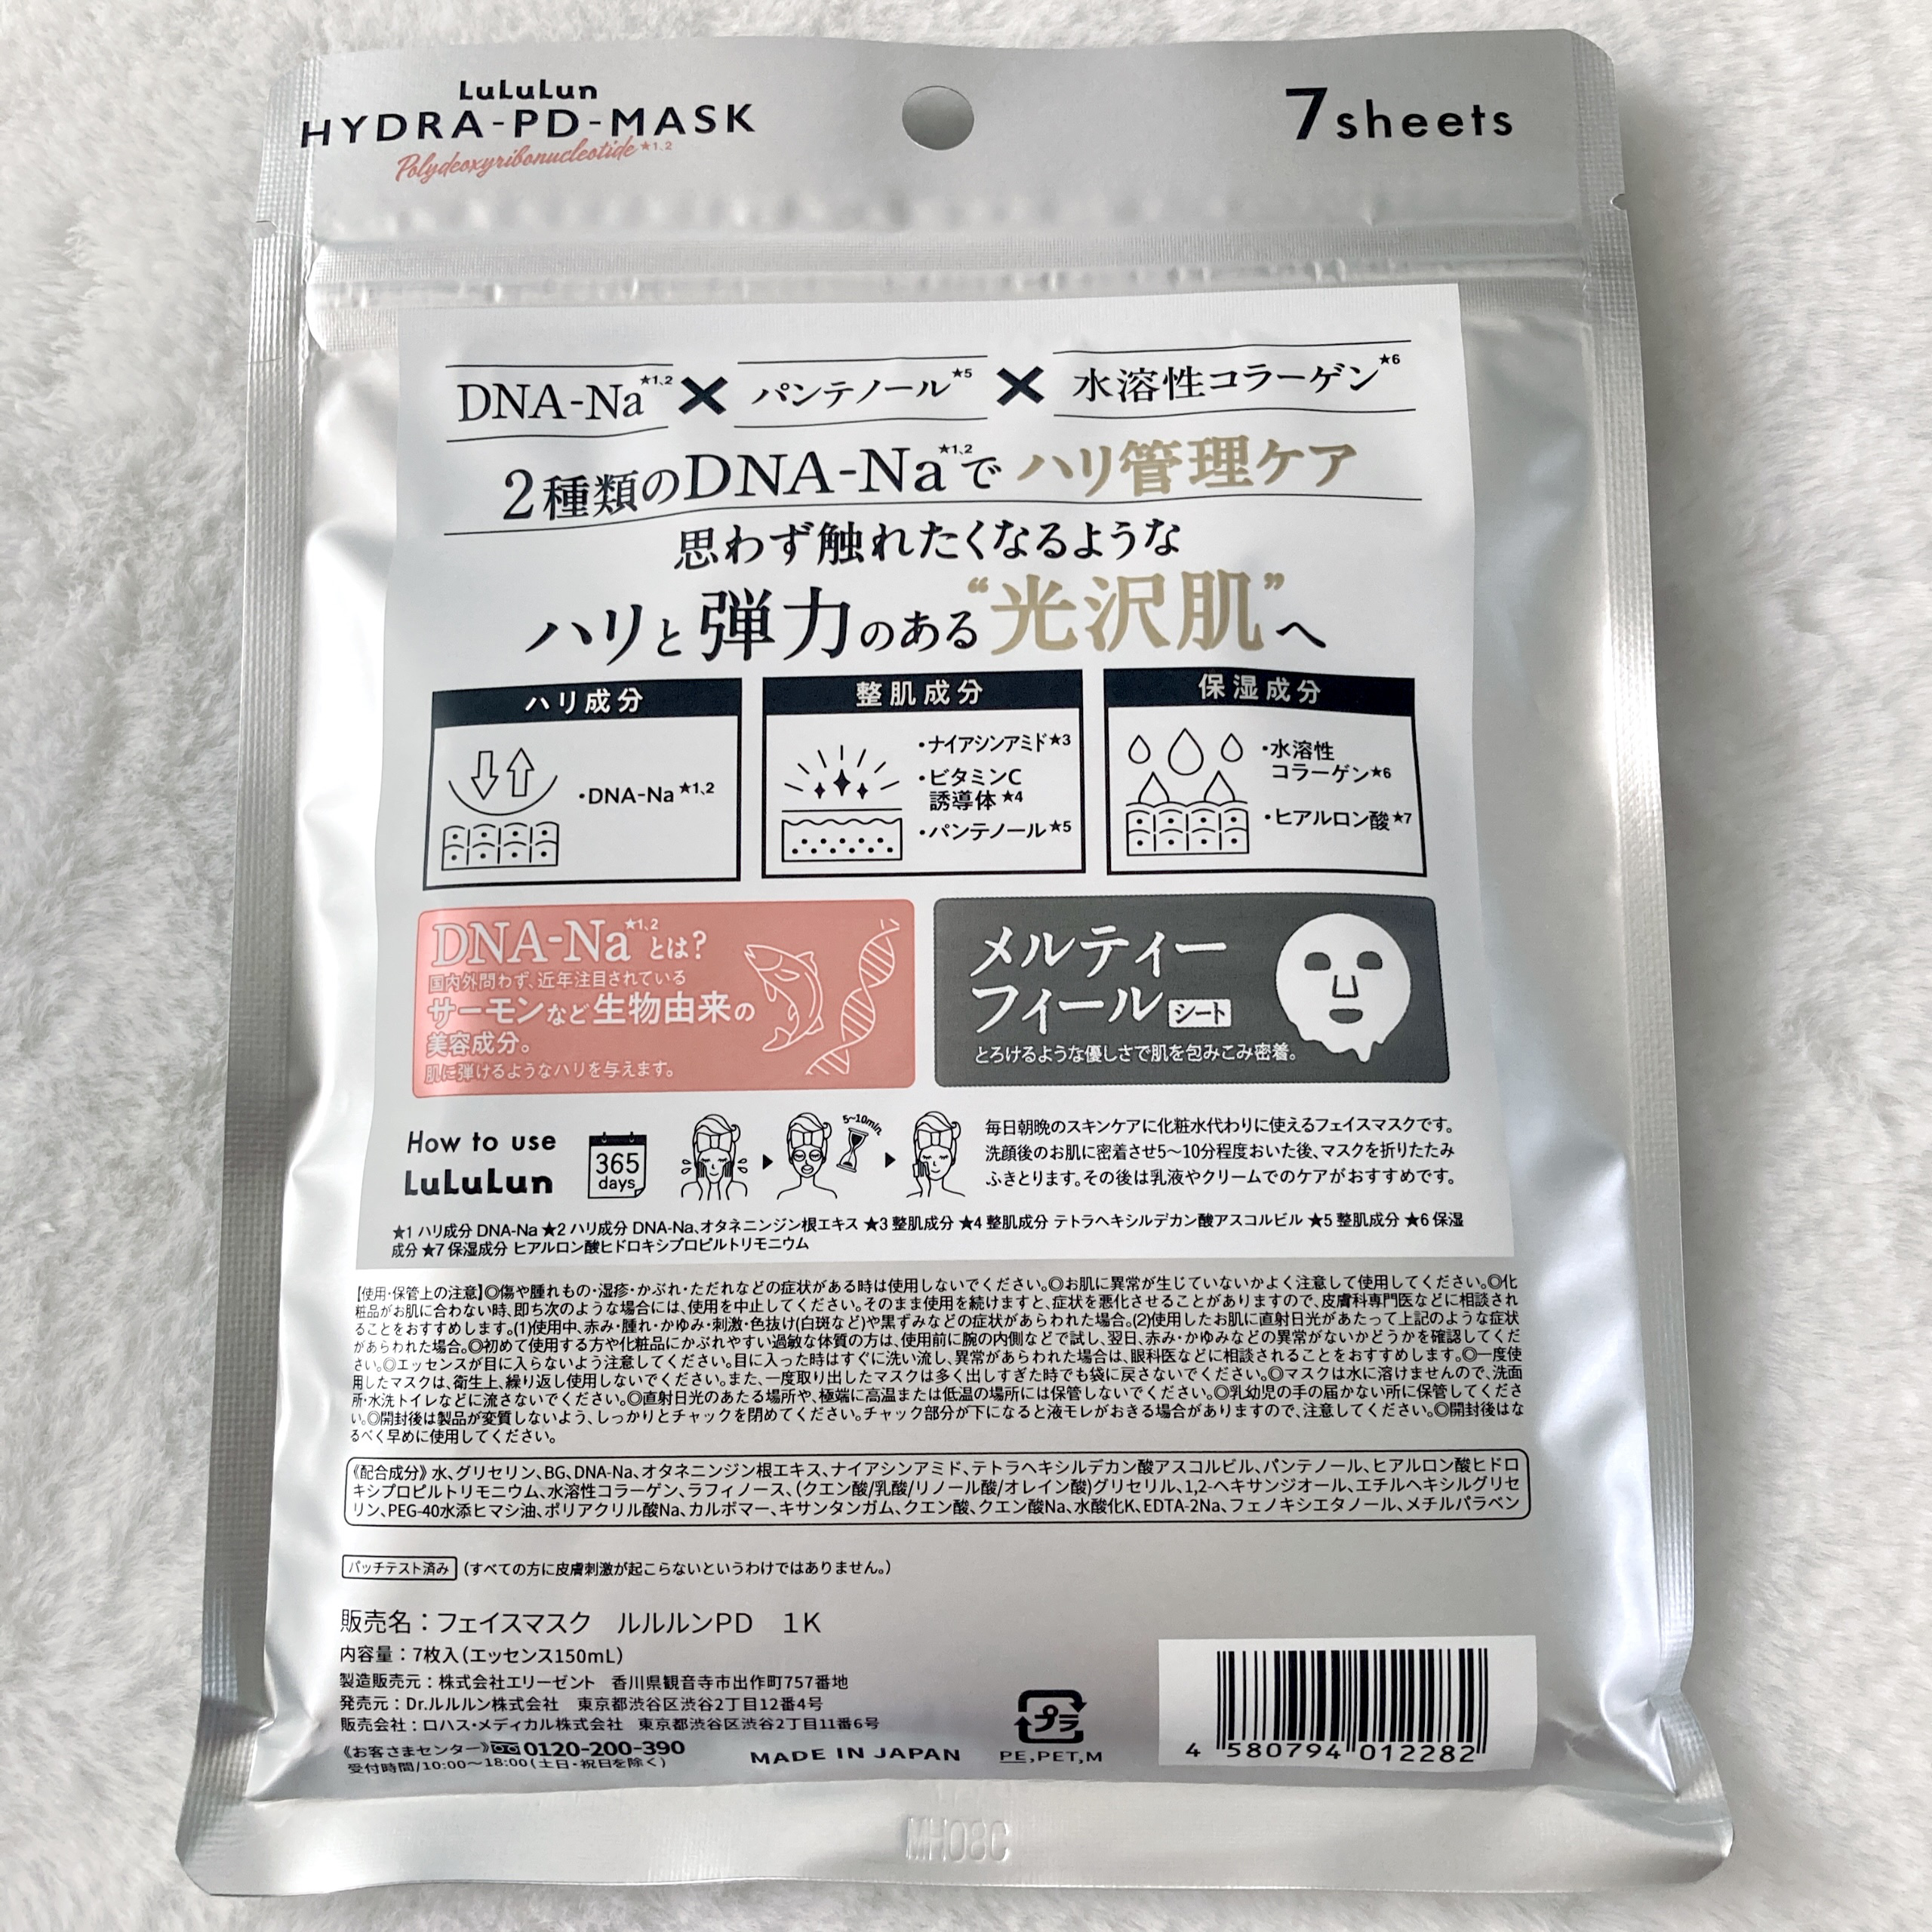 LuLuLun
HYDRA-PD-MASK
Polydeoxyribonucleotide★1、2
7sheets
DNA-Na★1、2 × パンテノール★5 × 水溶性コラーゲン★6
2種類のDNA-Na★1、2で ハリ管理ケア
思わず触れたくなるような
ハリと弾力のある“光沢肌”へ
ハリ成分
・DNA-Na★1、2
整肌成分
・ナイアシンアミド★3
・ビタミンC
誘導体★4
・パンテノール★5
保湿成分
・水溶性
コラーゲン★6
・ヒアルロン酸★7
DNA-Na★1、2とは?
国内外問わず、近年注目されている
サーモンなど生物由来の
美容成分。
肌に弾けるようなハリを与えます。
メルティー
フィール シート
とろけるような優しさで肌を包みこみ密着。
How to use
LuLuLun
365
days
5~10min.
毎日朝晩のスキンケアに化粧水代わりに使えるフェイスマスクです。
洗顔後のお肌に密着させ5〜10分程度おいた後、マスクを折りたたみ
ふきとります。その後は乳液やクリームでのケアがおすすめです。
★1 ハリ成分 DNA-Na ★2 ハリ成分 DNA-Na、オタネニンジン根エキス ★3 整肌成分 ★4 整肌成分 テトラヘキシルデカン酸アスコルビル ★5 整肌成分 ★6 保湿
成分 ★7 保湿成分 ヒアルロン酸ヒドロキシプロピルトリモニウム
【使用・保管上の注意】◎傷や腫れもの・湿疹・かぶれ・ただれなどの症状がある時は使用しないでください。◎お肌に異常が生じていないかよく注意して使用してください。◎化
粧品がお肌に合わない時、即ち次のような場合には、使用を中止してください。そのまま使用を続けますと、症状を悪化させることがありますので、皮膚科専門医などに相談され
ることをおすすめします。(1)使用中、赤み・腫れ・かゆみ・刺激・色抜け(白斑など)や黒ずみなどの症状があらわれた場合。(2)使用したお肌に直射日光があたって上記のような症状
があらわれた場合。◎初めて使用する方や化粧品にかぶれやすい過敏な体質の方は、使用前に腕の内側などで試し、翌日、赤み・かゆみなどの異常がないかどうかを確認してくだ
さい。◎エッセンスが目に入らないよう注意してください。目に入った時はすぐに洗い流し、異常があらわれた場合は、眼科医などに相談されることをおすすめします。◎一度使
用したマスクは、衛生上、繰り返し使用しないでください。また、一度取り出したマスクは多く出しすぎた時でも袋に戻さないでください。◎マスクは水に溶けませんので、洗面
所・水洗トイレなどに流さないでください。◎直射日光のあたる場所や、極端に高温または低温の場所には保管しないでください。◎乳幼児の手の届かない所に保管してくださ
い。◎開封後は製品が変質しないよう、しっかりとチャックを閉めてください。チャック部分が下になると液モレがおきる場合がありますので、注意してください。◎開封後はな
るべく早めに使用してください。
《配合成分》水、グリセリン、BG、DNA-Na、オタネニンジン根エキス、ナイアシンアミド、テトラヘキシルデカン酸アスコルビル、パンテノール、ヒアルロン酸ヒドロ
キシプロピルトリモニウム、水溶性コラーゲン、ラフィノース、(クエン酸/乳酸/リノール酸/オレイン酸)グリセリル、1,2-ヘキサンジオール、エチルヘキシルグリセ
リン、PEG-40水添ヒマシ油、ポリアクリル酸Na、カルボマー、キサンタンガム、クエン酸、クエン酸Na、水酸化K、EDTA-2Na、フェノキシエタノール、メチルパラベン
パッチテスト済み (すべての方に皮膚刺激が起こらないというわけではありません。)
販売名：フェイスマスク ルルルンPD 1K
内容量：7枚入(エッセンス150mL)
製造販売元：株式会社エリーゼント 香川県観音寺市出作町757番地
発売元：Dr.ルルルン株式会社 東京都渋谷区渋谷2丁目12番4号
販売会社：ロハス・メディカル株式会社 東京都渋谷区渋谷2丁目11番6号
《お客さまセンター》0120-200-390
受付時間/10:00〜18:00(土日・祝日を除く)
MADE IN JAPAN
プラ
PE,PET,M
4 580794 012282
MH08C